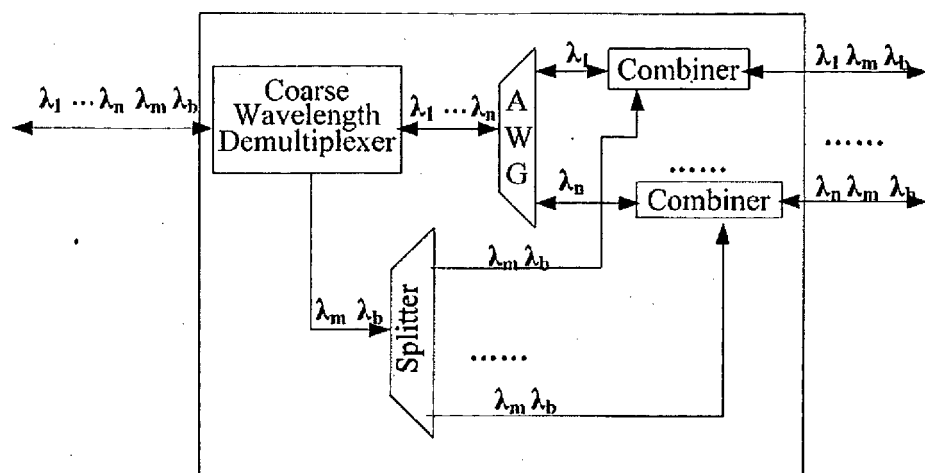 λ1 ··· λn λm λb
Coarse
Wavelength
Demultiplexer
λ1 ··· λn
A
W
G
λ1
Combiner
λ1 λm λb
······
······
λn
Combiner
λn λm λb
λm λb
λm λb
Splitter
······
λm λb